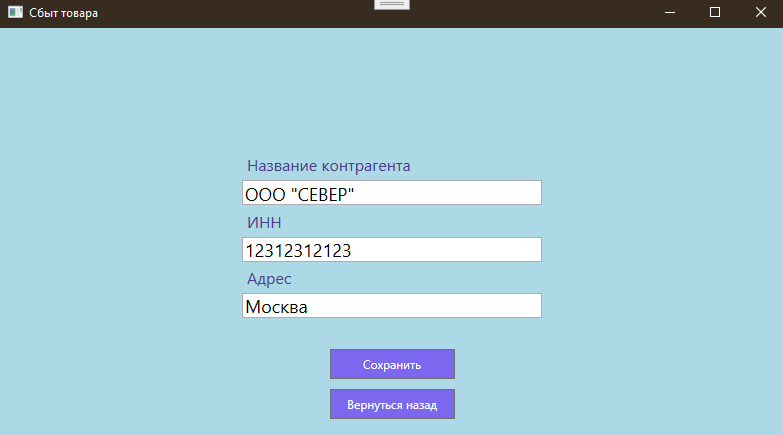 Сбыт товара
Название контрагента
ООО "СЕВЕР"
ИНН
12312312123
Адрес
Москва
Сохранить
Вернуться назад